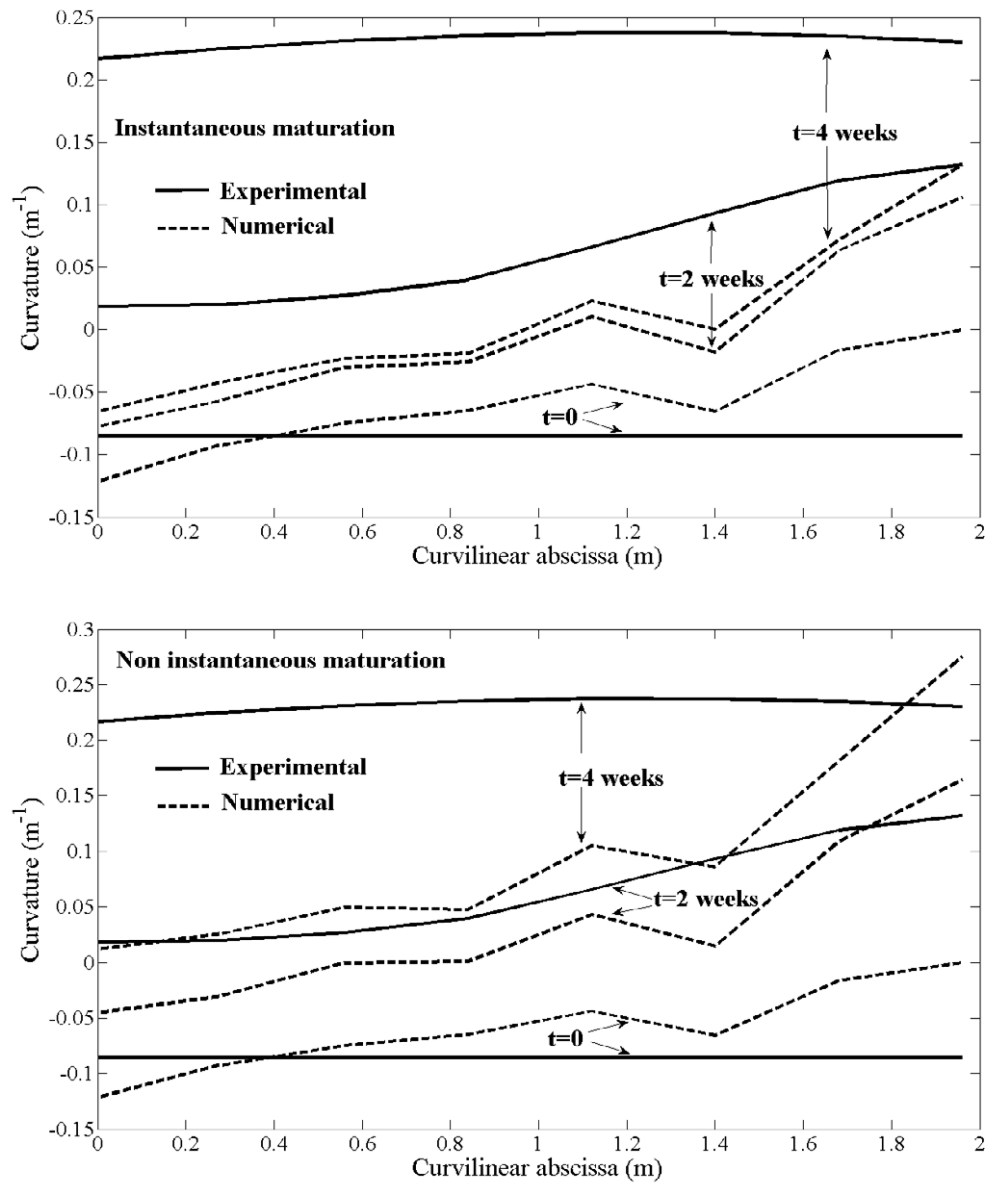 0.25
0.2
0.15
0.1
0.05
0
-0.05
-0.1
-0.15
Curvature (m-1)
Instantaneous maturation
Experimental
Numerical
t=4 weeks
t=2 weeks
t=0
0 0.2 0.4 0.6 0.8 1 1.2 1.4 1.6 1.8 2
Curvilinear abscissa (m)
0.3
0.25
0.2
0.15
0.1
0.05
0
-0.05
-0.1
-0.15
Curvature (m-1)
Non instantaneous maturation
Experimental
Numerical
t=4 weeks
t=2 weeks
t=0
0 0.2 0.4 0.6 0.8 1 1.2 1.4 1.6 1.8 2
Curvilinear abscissa (m)